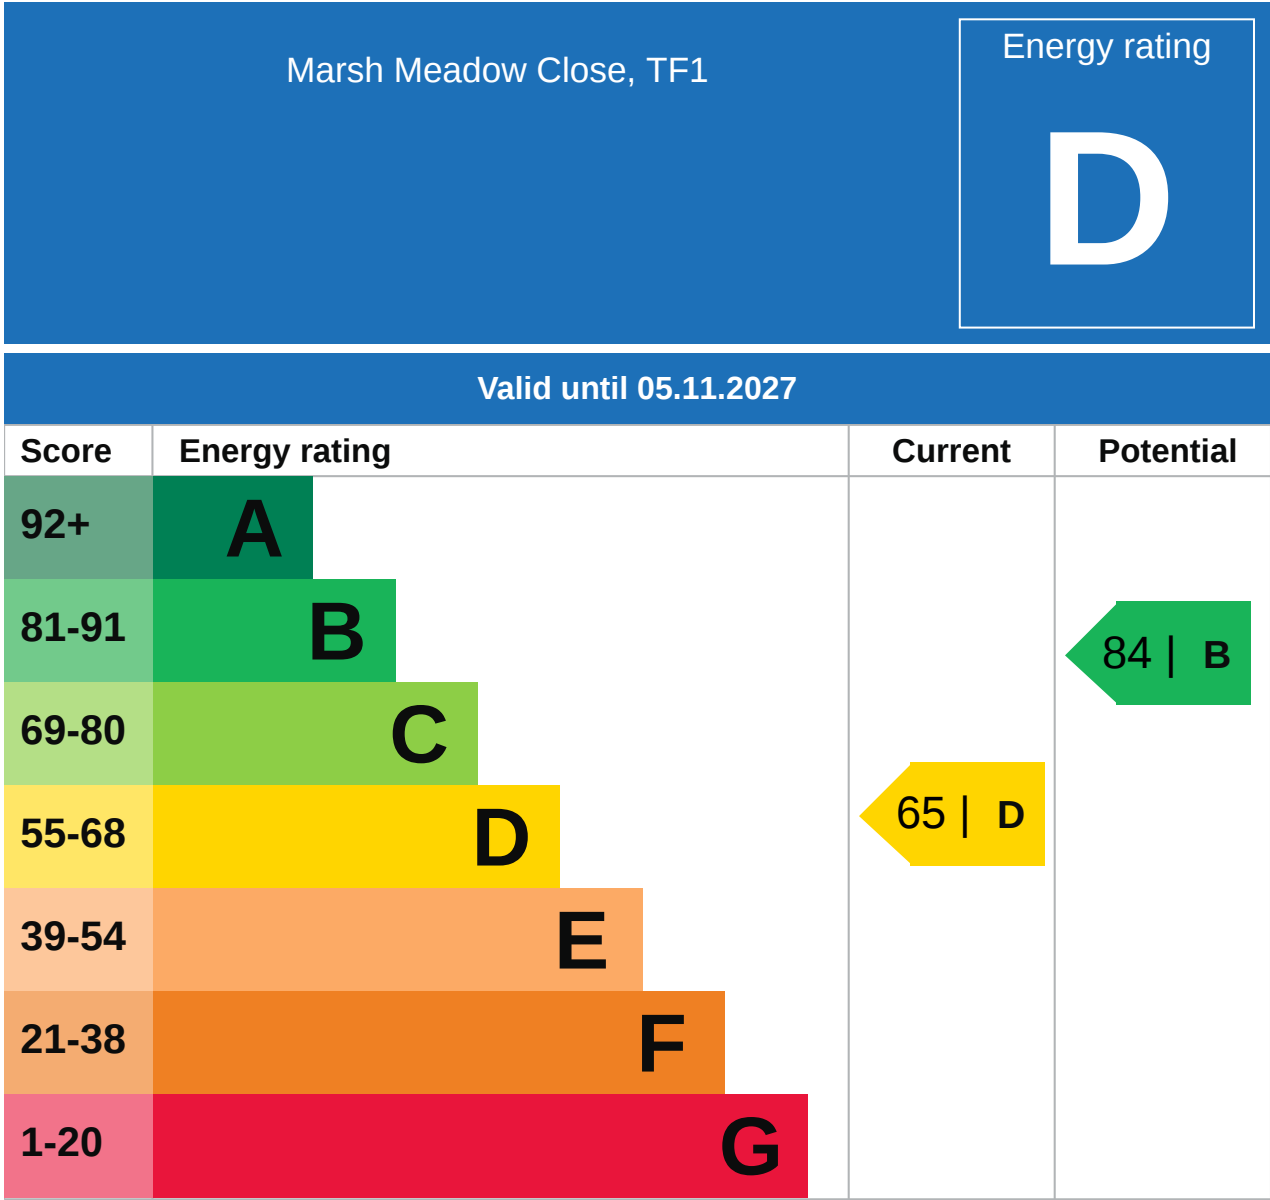 Marsh Meadow Close, TF1
Energy rating
D
Valid until 05.11.2027
Score Energy rating Current Potential
92+ A
81-91 B
84 | B
69-80 C
55-68 D
65 | D
39-54 E
21-38 F
1-20 G